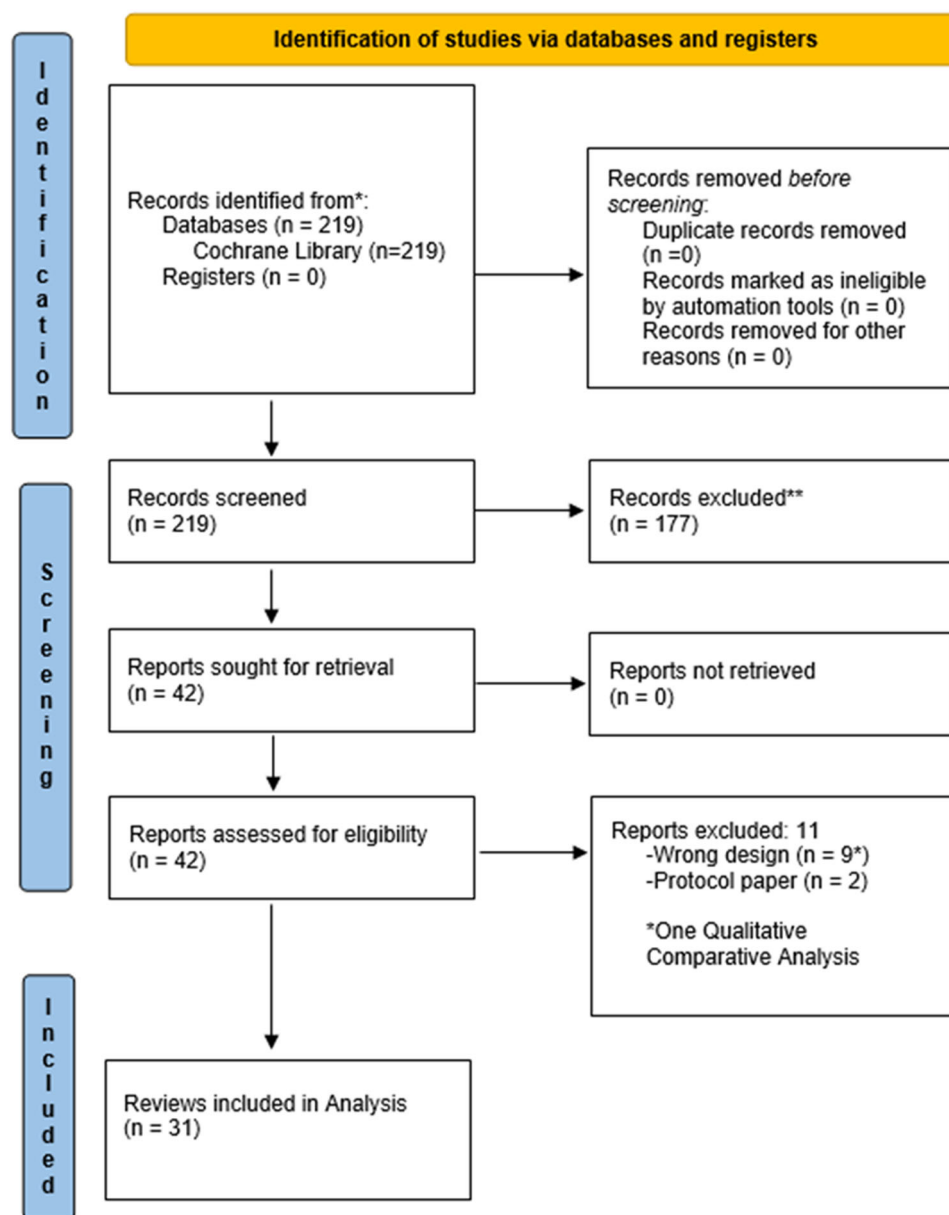 Identification of studies via databases and registers
Identification
Records identified from*:
Databases (n = 219)
Cochrane Library (n=219)
Registers (n = 0)
Records removed before
screening:
Duplicate records removed
(n =0)
Records marked as ineligible
by automation tools (n = 0)
Records removed for other
reasons (n = 0)
Screening
Records screened
(n = 219)
Records excluded**
(n = 177)
Reports sought for retrieval
(n = 42)
Reports not retrieved
(n = 0)
Reports assessed for eligibility
(n = 42)
Reports excluded: 11
-Wrong design (n = 9*)
-Protocol paper (n = 2)
*One Qualitative
Comparative Analysis
Included
Reviews included in Analysis
(n = 31)